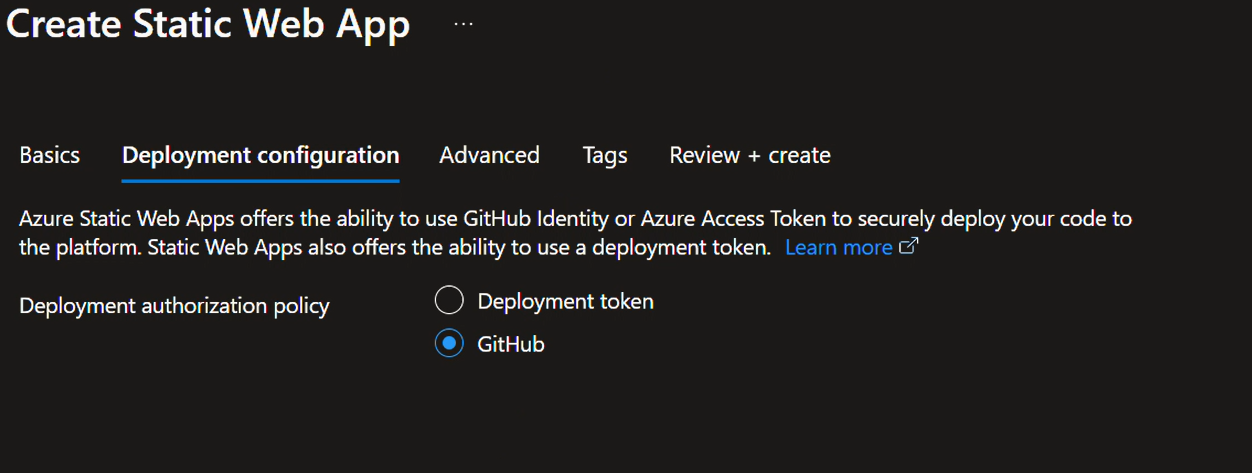 Create Static Web App ...
Basics Deployment configuration Advanced Tags Review + create
Azure Static Web Apps offers the ability to use GitHub Identity or Azure Access Token to securely deploy your code to
the platform. Static Web Apps also offers the ability to use a deployment token. Learn more
Deployment authorization policy
Deployment token
GitHub